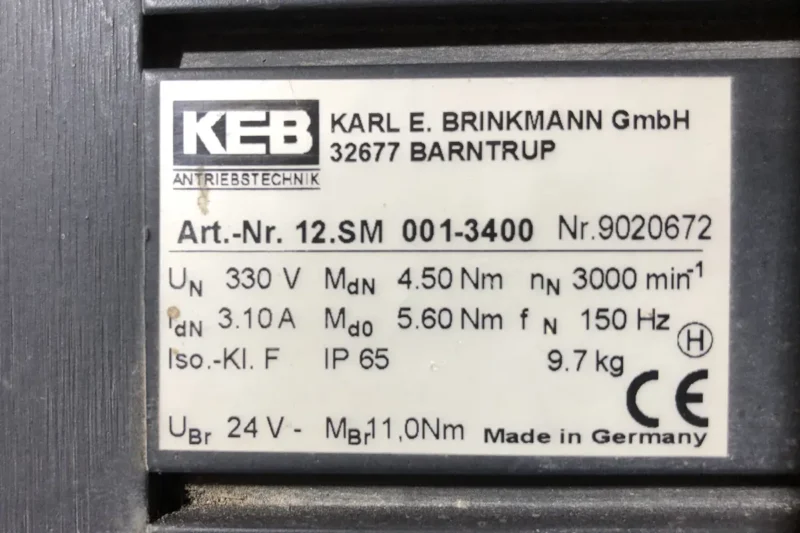 KEB
ANTRIEBSTECHNIK
KARL E. BRINKMANN GmbH
32677 BARNTRUP
Art.-Nr. 12.SM 001-3400 Nr.9020672
UN 330 V MdN 4.50 Nm nN 3000 min-1
IdN 3.10 A Md0 5.60 Nm f N 150 Hz
H
Iso.-Kl. F IP 65 9.7 kg
CE
UBr 24 V - MBr11,0Nm Made in Germany